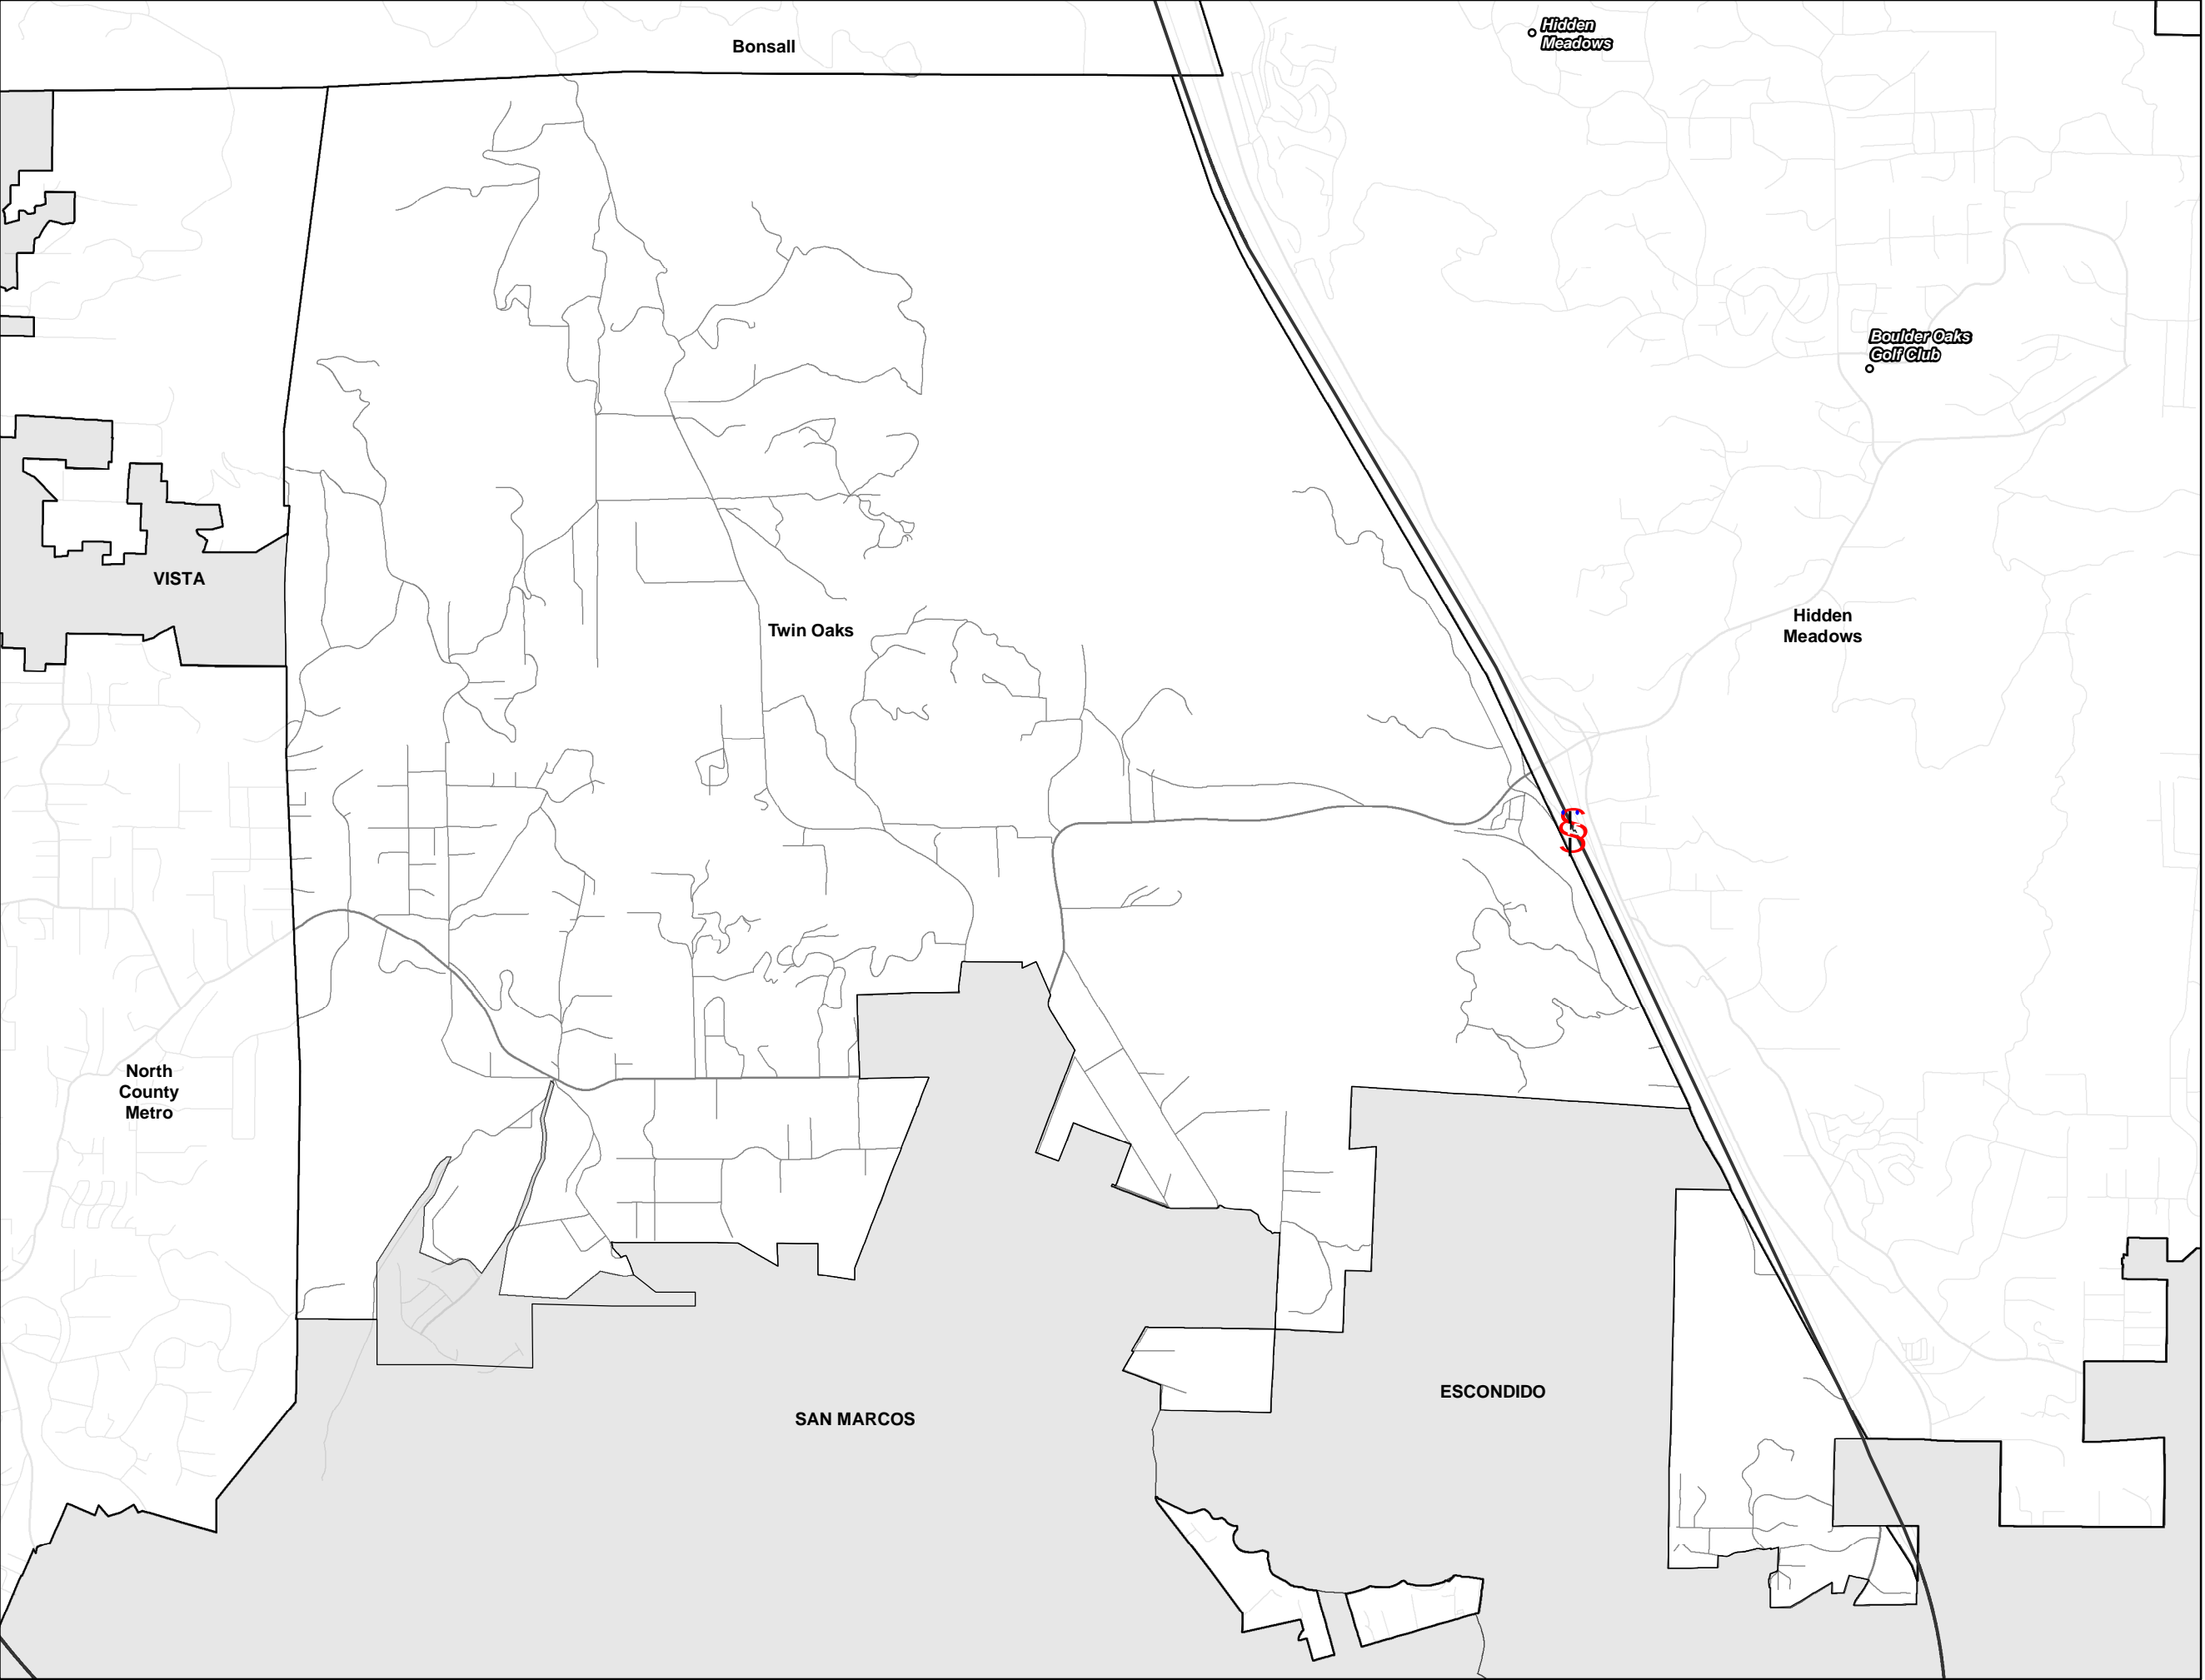 Bonsall
Hidden
Meadows
Boulder Oaks
Golf Club
VISTA
Twin Oaks
Hidden
Meadows
North
County
Metro
ESCONDIDO
SAN MARCOS